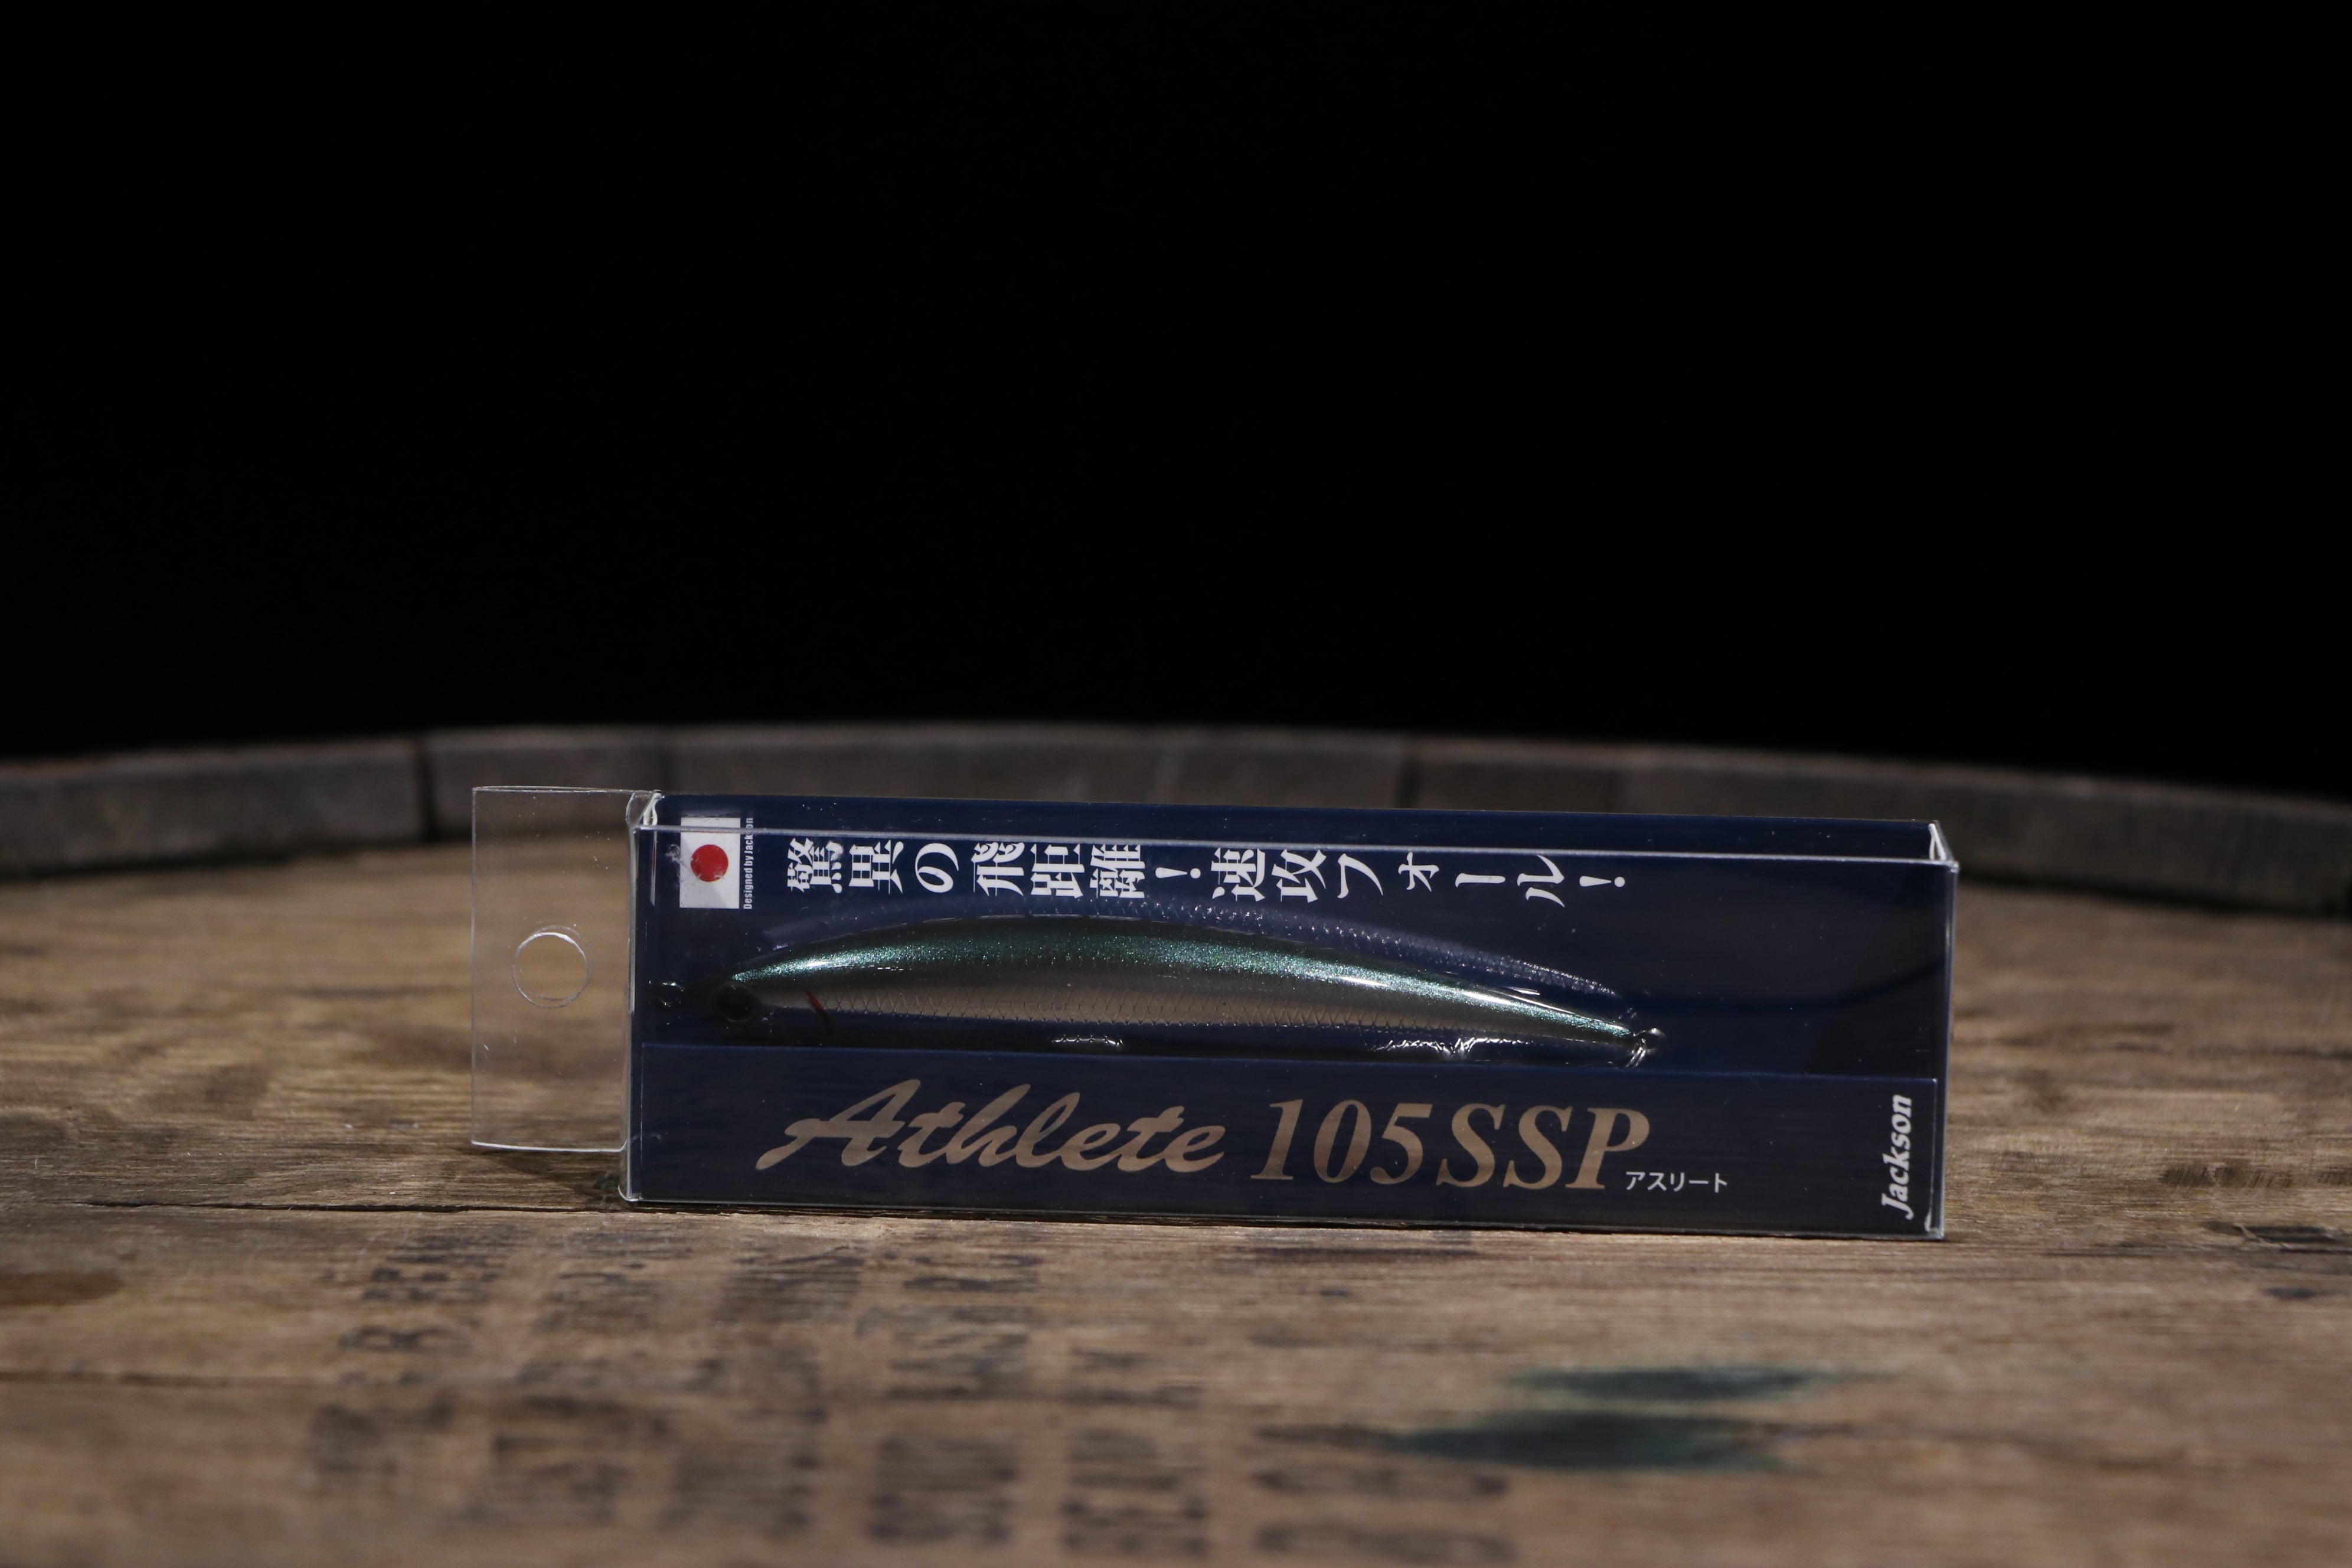 Designed by Jackson
驚異の飛距離！速攻フォール！
Athlete 105SSP
アスリート
Jackson